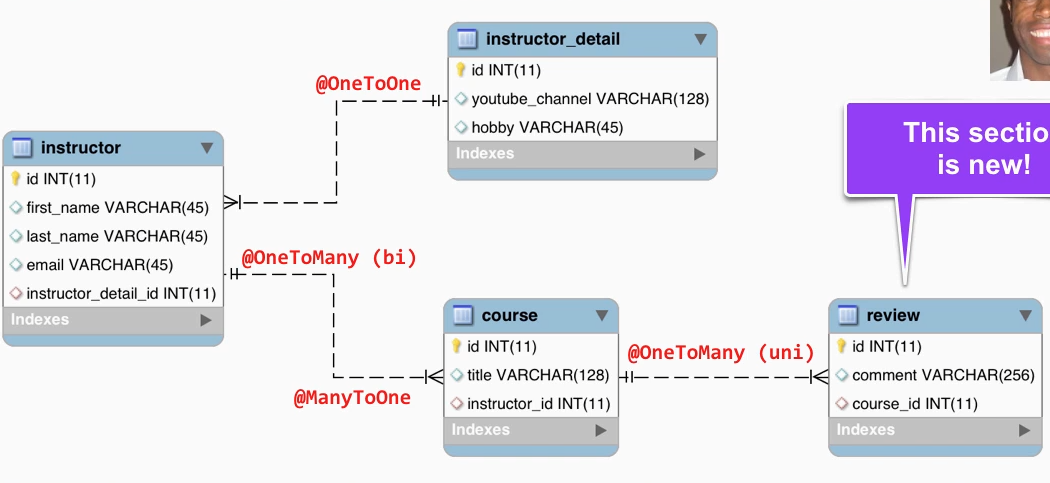 instructor_detail
id INT(11)
youtube_channel VARCHAR(128)
hobby VARCHAR(45)
Indexes
@OneToOne
This sectio
is new!
instructor
id INT(11)
first_name VARCHAR(45)
last_name VARCHAR(45)
email VARCHAR(45)
instructor_detail_id INT(11)
Indexes
@OneToMany (bi)
@ManyToOne
course
id INT(11)
title VARCHAR(128)
instructor_id INT(11)
Indexes
@OneToMany (uni)
review
id INT(11)
comment VARCHAR(256)
course_id INT(11)
Indexes